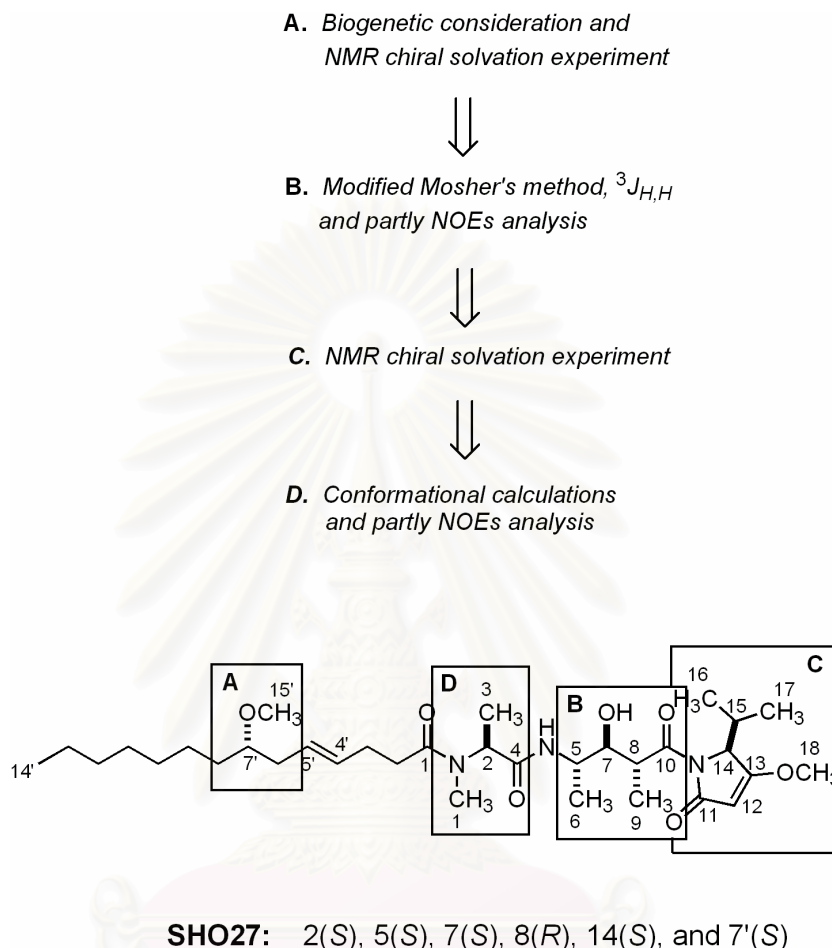 A. Biogenetic consideration and
NMR chiral solvation experiment
B. Modified Mosher's method, ³J_H,H
and partly NOEs analysis
C. NMR chiral solvation experiment
D. Conformational calculations
and partly NOEs analysis
A
15'
OCH₃
7'
5'
4'
14'
D
O
1
3
CH₃
N
2
4
O
CH₃
1
H
N
B
OH
O
5
7
8
10
CH₃
6
CH₃
9
C
16
H₃C
15
17
CH₃
N
14
13
18
OCH₃
O
11
12
SHO27: 2(S), 5(S), 7(S), 8(R), 14(S), and 7'(S)